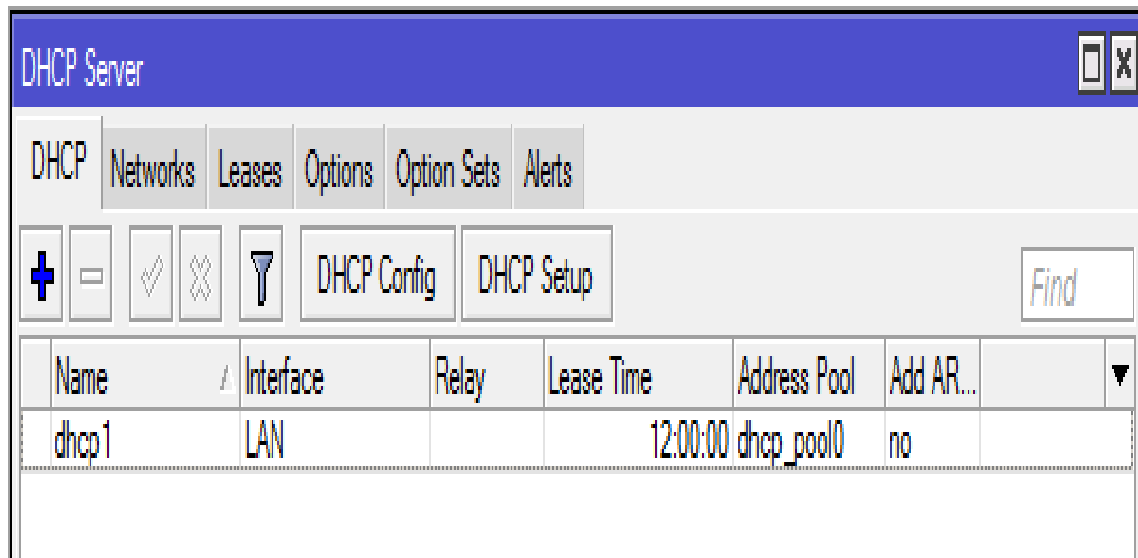 DHCP Server
DHCP Networks Leases Options Option Sets Alerts
DHCP Config DHCP Setup Find
Name Interface Relay Lease Time Address Pool Add AR...
dhcp1 LAN 12:00:00 dhcp_pool0 no